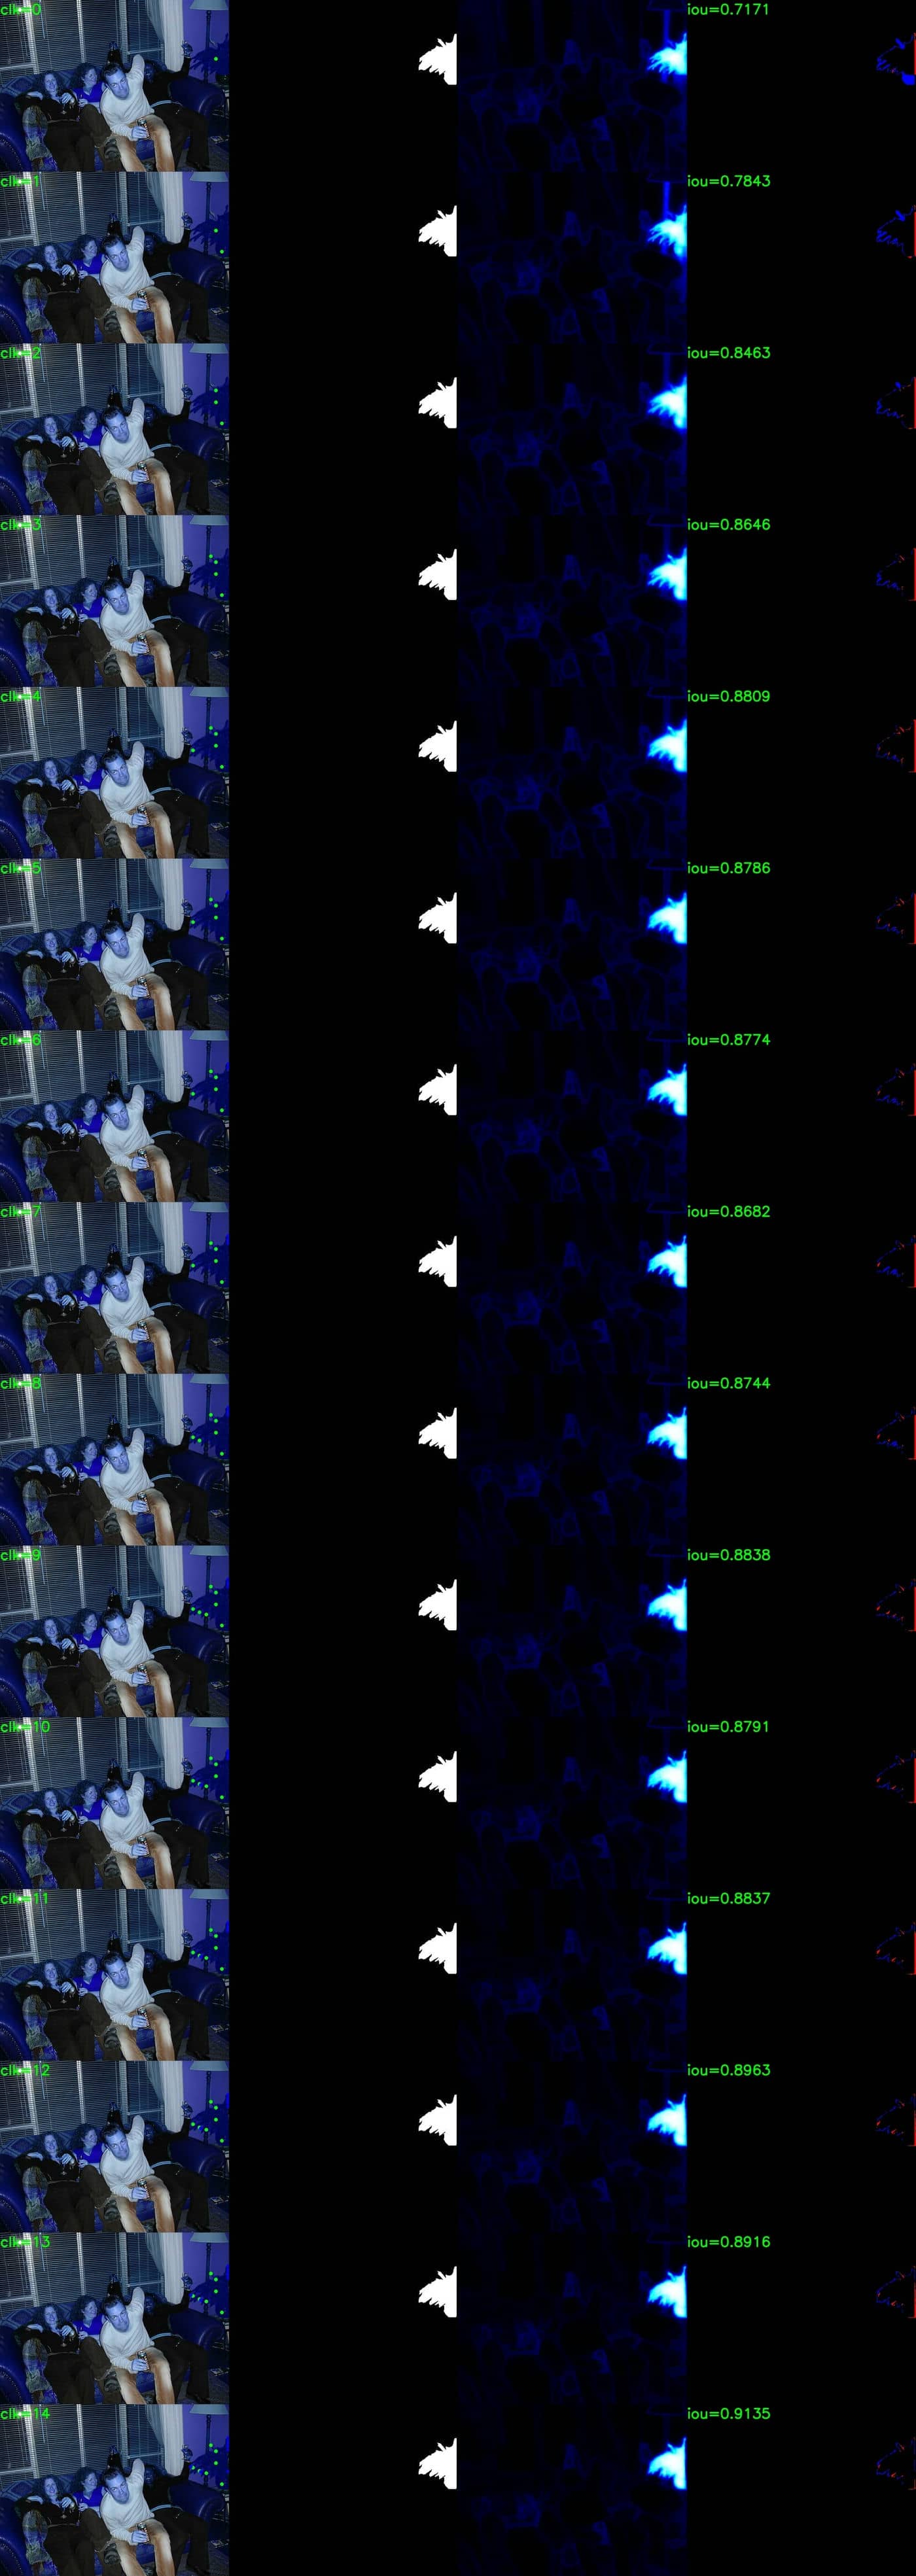 clk=0 iou=0.7171
clk=1 iou=0.7843
clk=2 iou=0.8463
clk=3 iou=0.8646
clk=4 iou=0.8809
clk=5 iou=0.8786
clk=6 iou=0.8774
clk=7 iou=0.8682
clk=8 iou=0.8744
clk=9 iou=0.8838
clk=10 iou=0.8791
clk=11 iou=0.8837
clk=12 iou=0.8963
clk=13 iou=0.8916
clk=14 iou=0.9135